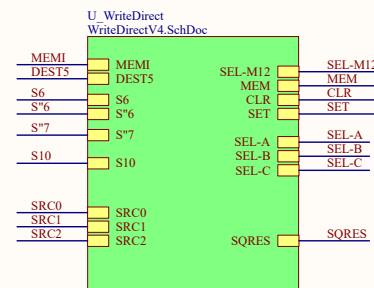 U_WriteDirect
WriteDirectV4.SchDoc
MEMI MEMI SEL-M12 SEL-M12
DEST5 DEST5 MEM MEM
S6 S6 CLR CLR
S"6 S"6 SET SET
S"7 S"7 SEL-A SEL-A
SEL-B SEL-B
S10 S10 SEL-C SEL-C
SRC0 SRC0
SRC1 SRC1
SRC2 SRC2 SQRES SQRES